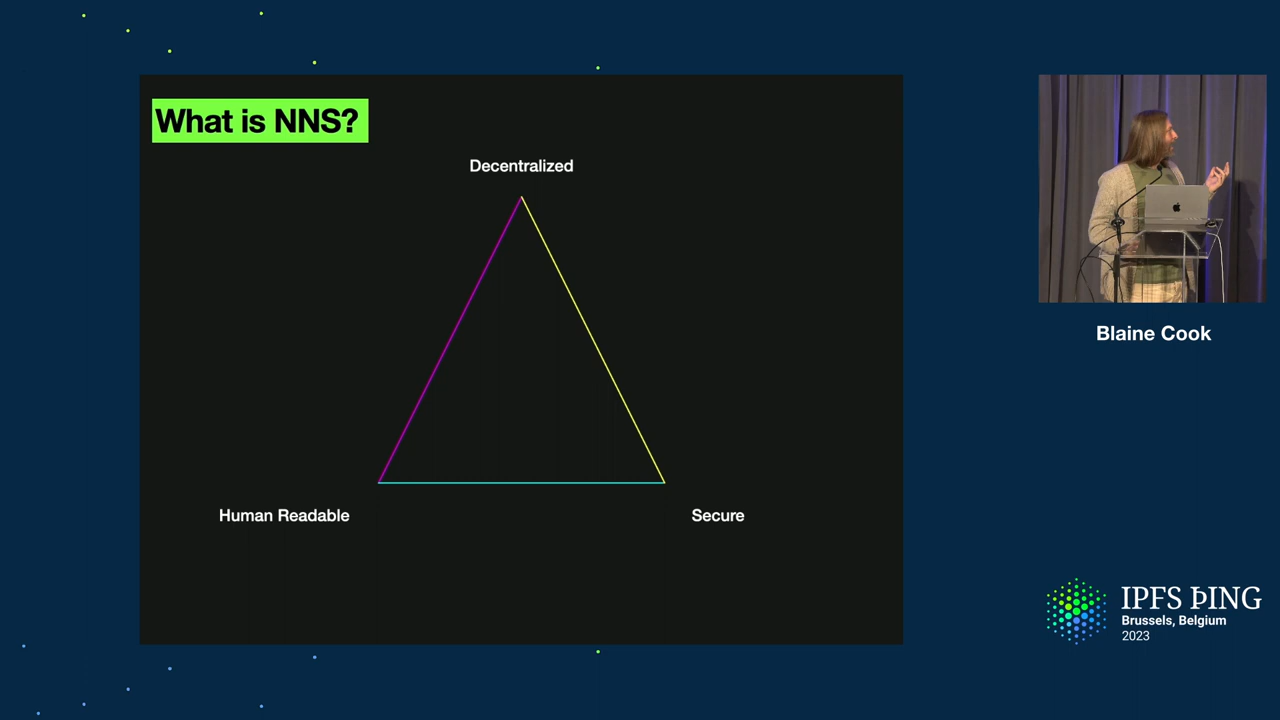 What is NNS?
Decentralized
Human Readable
Secure
Blaine Cook
IPFS ÞING
Brussels, Belgium
2023